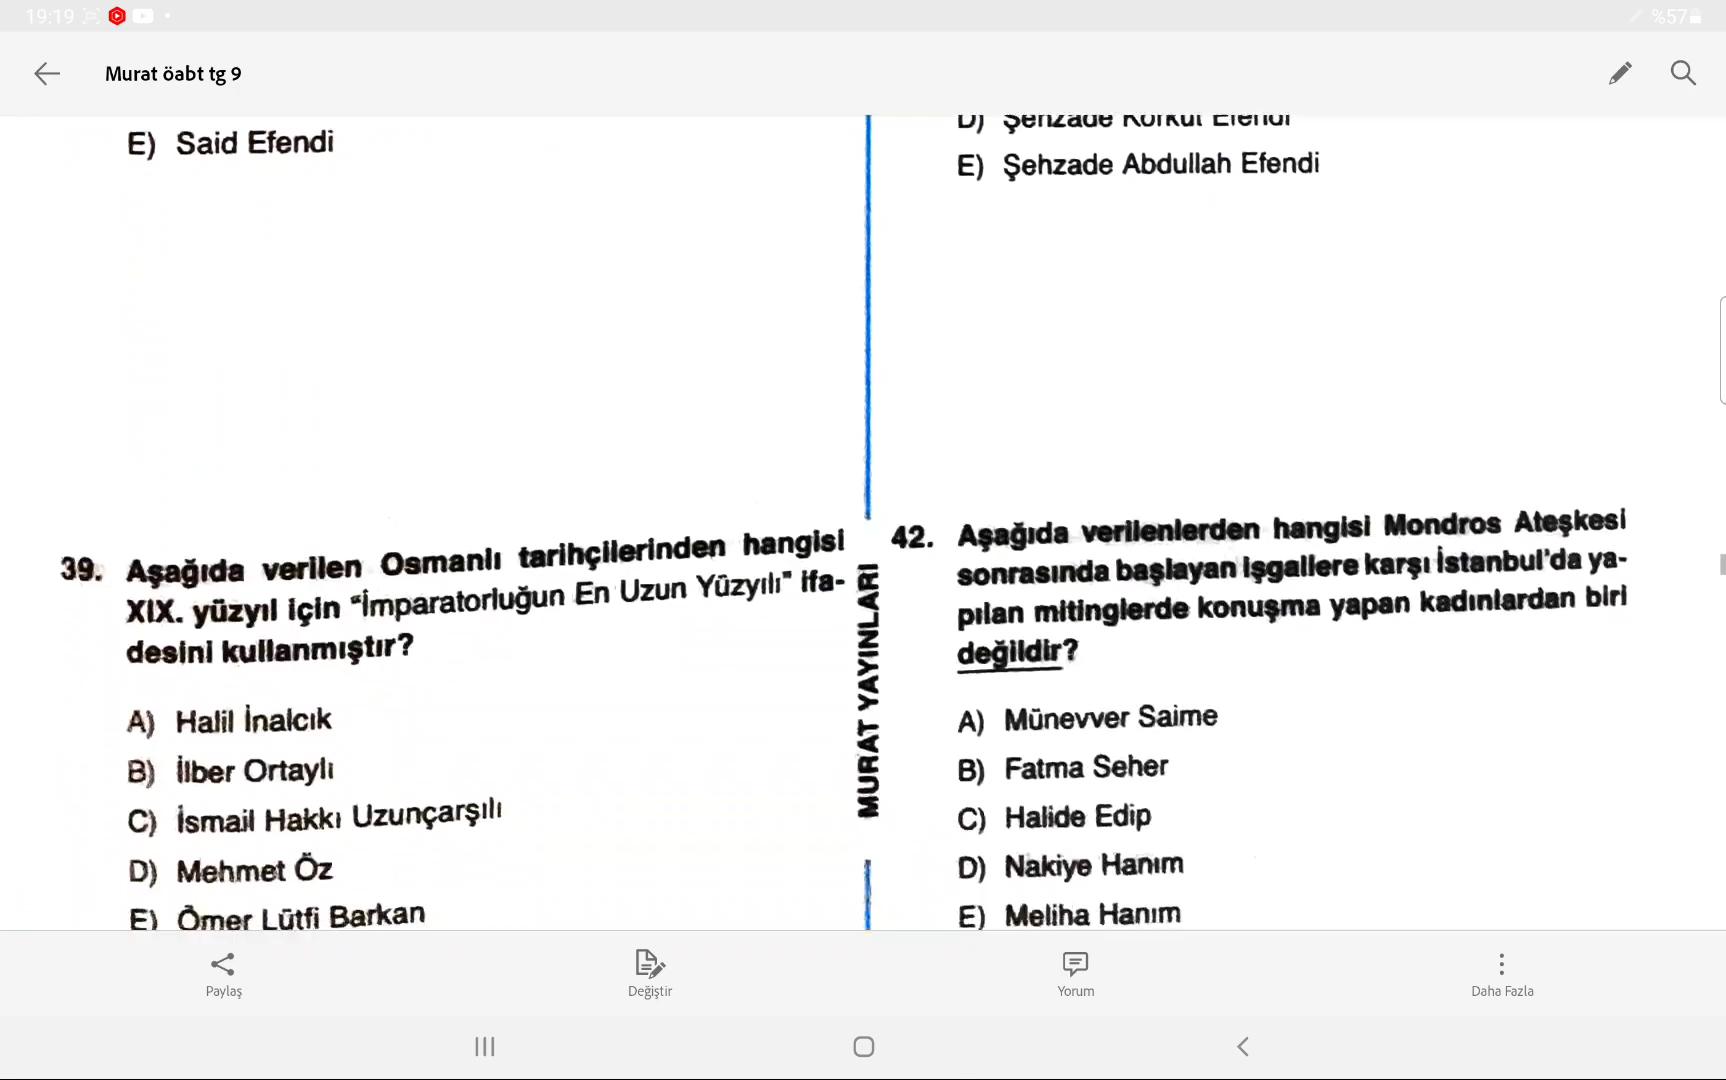 19:19
%57
Murat öabt tg 9
E) Said Efendi
39. Aşağıda verilen Osmanlı tarihçilerinden hangisi
XIX. yüzyıl için “İmparatorluğun En Uzun Yüzyılı” ifa-
desini kullanmıştır?
A) Halil İnalcık
B) İlber Ortaylı
C) İsmail Hakkı Uzunçarşılı
D) Mehmet Öz
E) Ömer Lütfi Barkan
MURAT YAYINLARI
D) Şehzade Korkut Efendi
E) Şehzade Abdullah Efendi
42. Aşağıda verilenlerden hangisi Mondros Ateşkesi
sonrasında başlayan işgallere karşı İstanbul'da ya-
pılan mitinglerde konuşma yapan kadınlardan biri
değildir?
A) Münevver Saime
B) Fatma Seher
C) Halide Edip
D) Nakiye Hanım
E) Meliha Hanım
Paylaş
Değiştir
Yorum
Daha Fazla